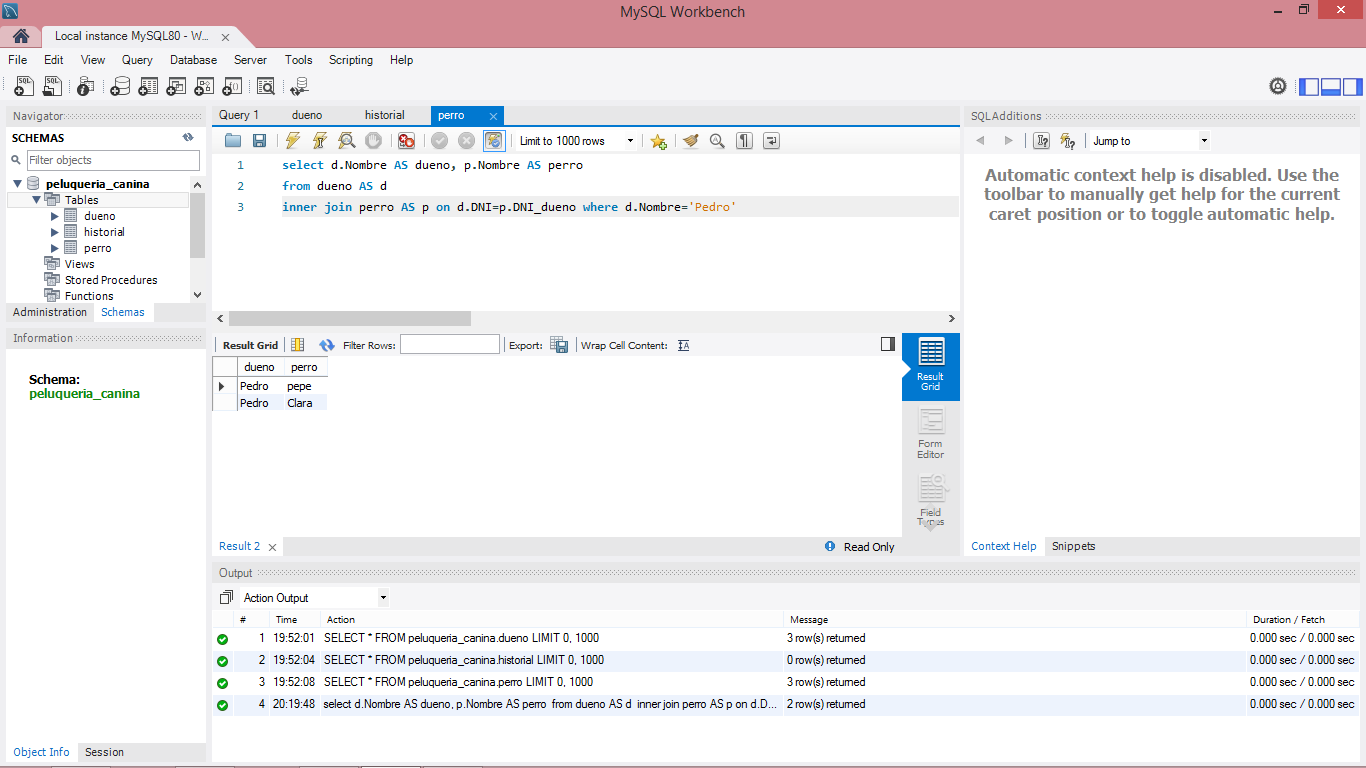 MySQL Workbench
Local instance MySQL80 - W...
File Edit View Query Database Server Tools Scripting Help
Navigator
SCHEMAS
Filter objects
peluqueria_canina
Tables
dueno
historial
perro
Views
Stored Procedures
Functions
Administration Schemas
Information
Schema:
peluqueria_canina
Object Info Session
Query 1 dueno historial perro
Limit to 1000 rows
1 select d.Nombre AS dueno, p.Nombre AS perro
2 from dueno AS d
3 inner join perro AS p on d.DNI=p.DNI_dueno where d.Nombre='Pedro'
Result Grid Filter Rows: Export: Wrap Cell Content:
dueno perro
Pedro pepe
Pedro Clara
Result
Grid
Form
Editor
Field
Types
Result 2 Read Only
SQL Additions
Jump to
Automatic context help is disabled. Use the
toolbar to manually get help for the current
caret position or to toggle automatic help.
Context Help Snippets
Output
Action Output
# Time Action Message Duration / Fetch
1 19:52:01 SELECT * FROM peluqueria_canina.dueno LIMIT 0, 1000 3 row(s) returned 0.000 sec / 0.000 sec
2 19:52:04 SELECT * FROM peluqueria_canina.historial LIMIT 0, 1000 0 row(s) returned 0.000 sec / 0.000 sec
3 19:52:08 SELECT * FROM peluqueria_canina.perro LIMIT 0, 1000 3 row(s) returned 0.000 sec / 0.000 sec
4 20:19:48 select d.Nombre AS dueno, p.Nombre AS perro from dueno AS d inner join perro AS p on d.D... 2 row(s) returned 0.000 sec / 0.000 sec